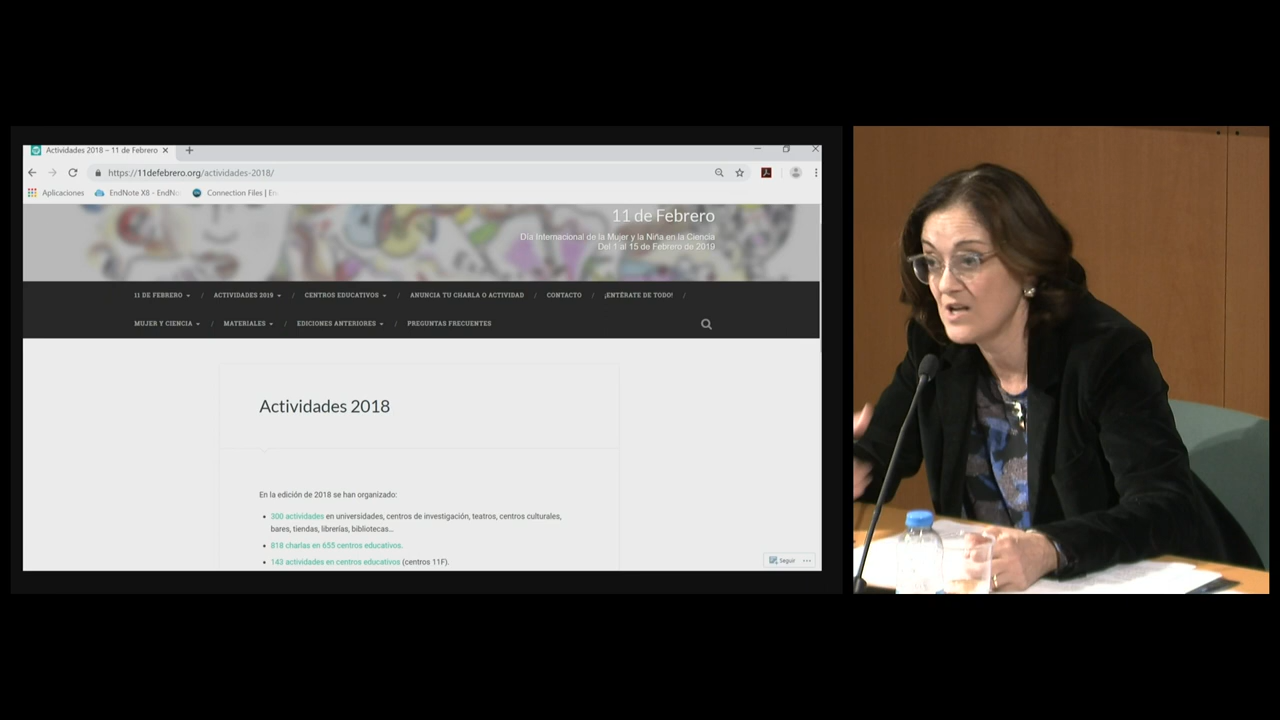 Actividades 2018 – 11 de Febrero
https://11defebrero.org/actividades-2018/
Aplicaciones EndNote X8 - EndNo Connection Files | En
11 de Febrero
Día Internacional de la Mujer y la Niña en la Ciencia
Del 1 al 15 de Febrero de 2019
11 DE FEBRERO / ACTIVIDADES 2019 / CENTROS EDUCATIVOS / ANUNCIA TU CHARLA O ACTIVIDAD / CONTACTO / ¡ENTÉRATE DE TODO! /
MUJER Y CIENCIA / MATERIALES / EDICIONES ANTERIORES / PREGUNTAS FRECUENTES
Actividades 2018
En la edición de 2018 se han organizado:
• 300 actividades en universidades, centros de investigación, teatros, centros culturales,
bares, tiendas, librerías, bibliotecas…
• 818 charlas en 655 centros educativos.
• 143 actividades en centros educativos (centros 11F).
Seguir